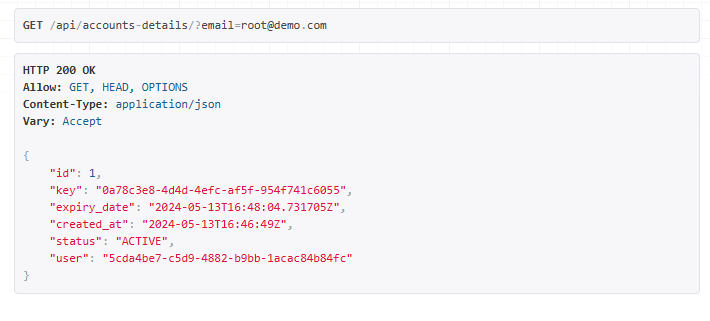 GET /api/accounts-details/?email=root@demo.com
HTTP 200 OK
Allow: GET, HEAD, OPTIONS
Content-Type: application/json
Vary: Accept
{
"id": 1,
"key": "0a78c3e8-4d4d-4efc-af5f-954f741c6055",
"expiry_date": "2024-05-13T16:48:04.731705Z",
"created_at": "2024-05-13T16:46:49Z",
"status": "ACTIVE",
"user": "5cda4be7-c5d9-4882-b9bb-1acac84b84fc"
}